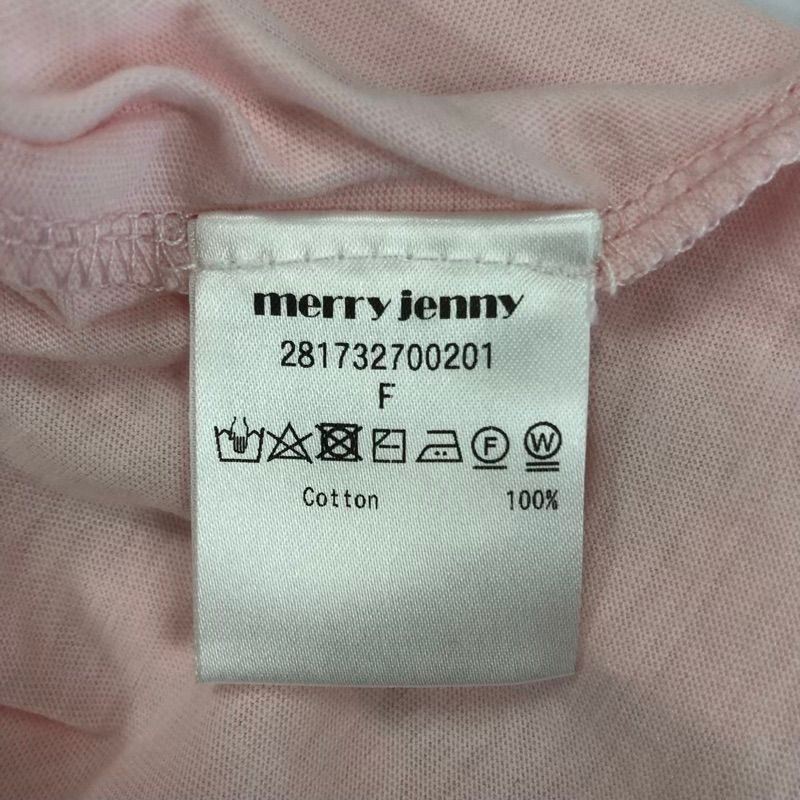 merry jenny
281732700201
F
F W
Cotton 100%